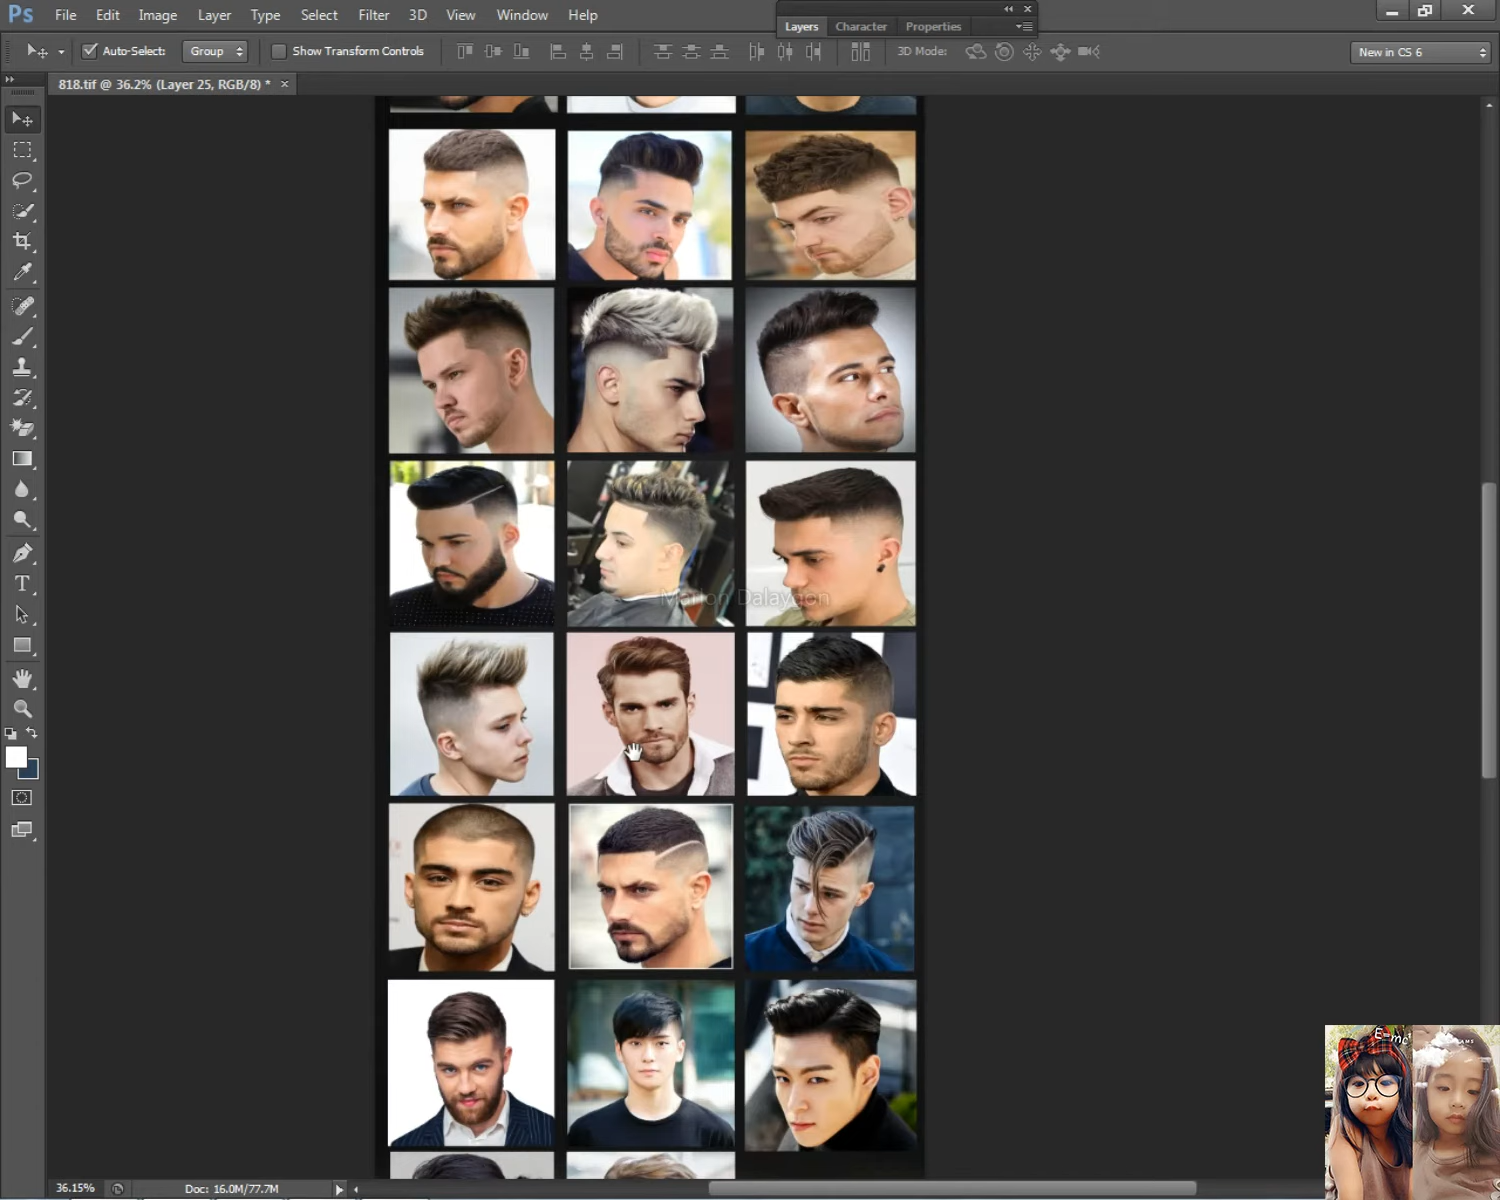 Ps File Edit Image Layer Type Select Filter 3D View Window Help
Layers Character Properties
Auto-Select: Group Show Transform Controls 3D Mode: New in CS 6
818.tif @ 36.2% (Layer 25, RGB/8) * ×
T
Marlon Dalaygon
E=mc²
36.15% Doc: 16.0M/77.7M